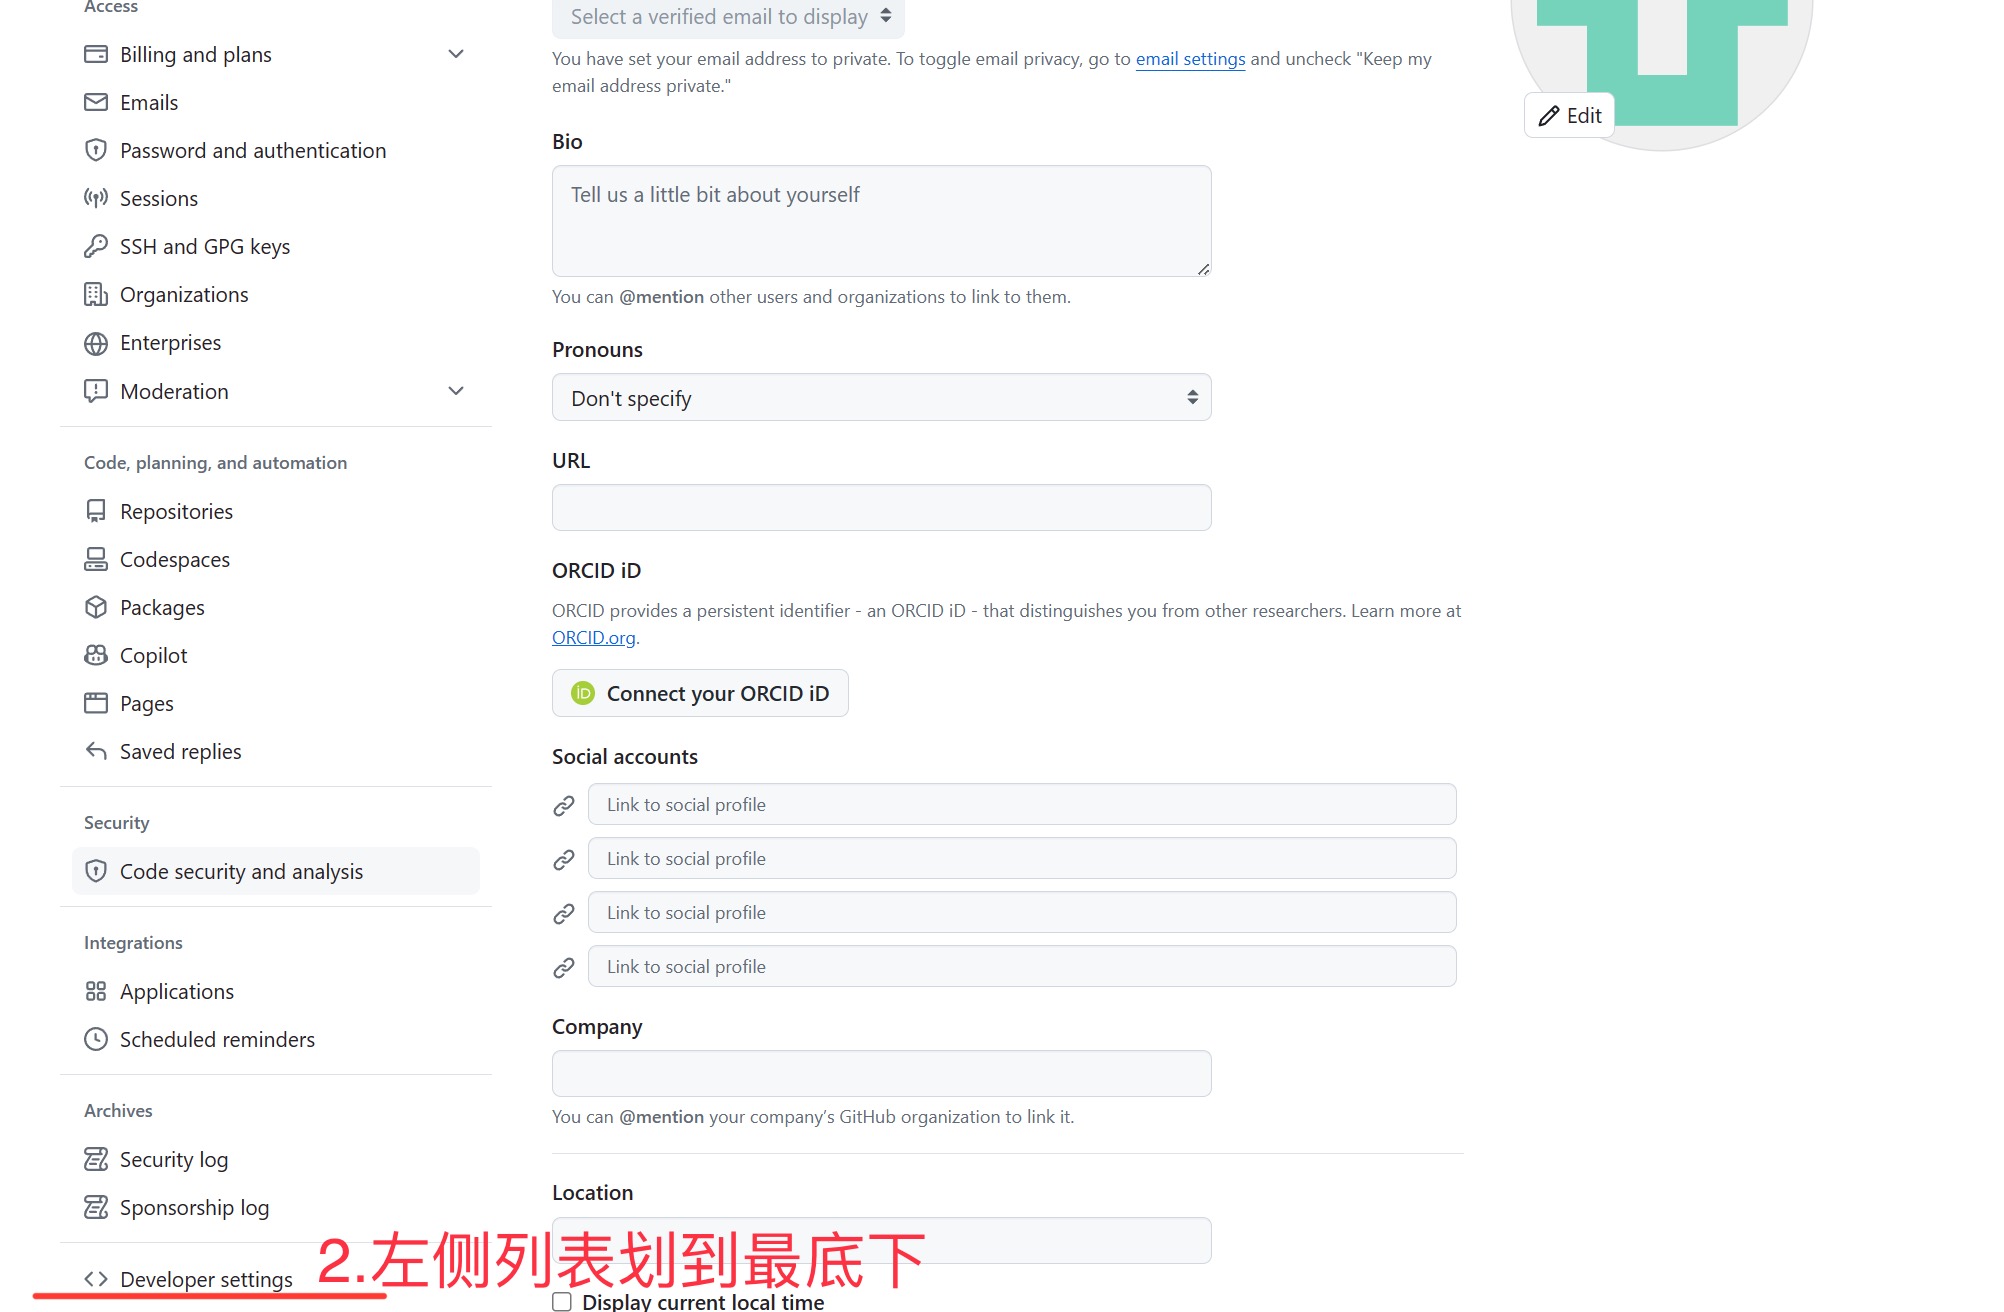 Access
Billing and plans
Emails
Password and authentication
Sessions
SSH and GPG keys
Organizations
Enterprises
Moderation
Code, planning, and automation
Repositories
Codespaces
Packages
Copilot
Pages
Saved replies
Security
Code security and analysis
Integrations
Applications
Scheduled reminders
Archives
Security log
Sponsorship log
Developer settings
2.左侧列表划到最底下
Select a verified email to display
You have set your email address to private. To toggle email privacy, go to email settings and uncheck "Keep my
email address private."
Bio
Tell us a little bit about yourself
You can @mention other users and organizations to link to them.
Pronouns
Don't specify
URL
ORCID iD
ORCID provides a persistent identifier - an ORCID iD - that distinguishes you from other researchers. Learn more at
ORCID.org.
iD Connect your ORCID iD
Social accounts
Link to social profile
Link to social profile
Link to social profile
Link to social profile
Company
You can @mention your company’s GitHub organization to link it.
Location
Display current local time
Edit